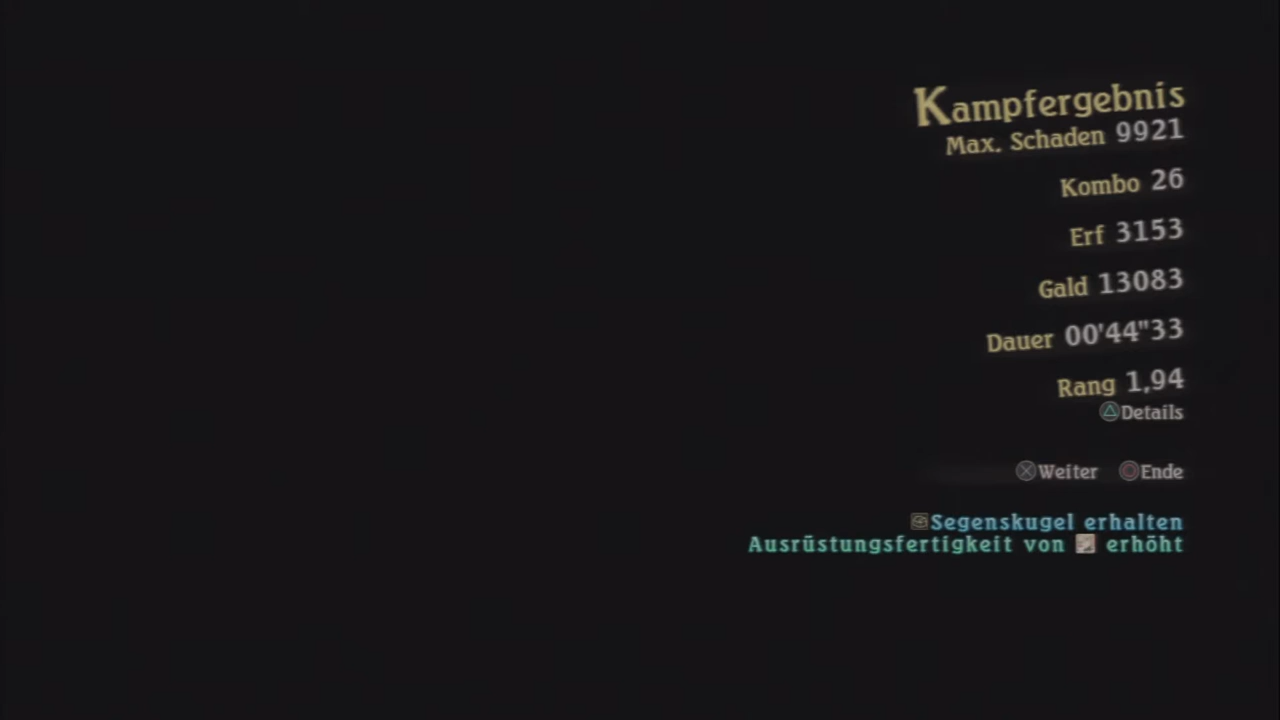 Kampfergebnis
Max. Schaden 9921
Kombo 26
Erf 3153
Gald 13083
Dauer 00'44"33
Rang 1,94
Details
Weiter Ende
Segenskugel erhalten
Ausrüstungsfertigkeit von erhöht